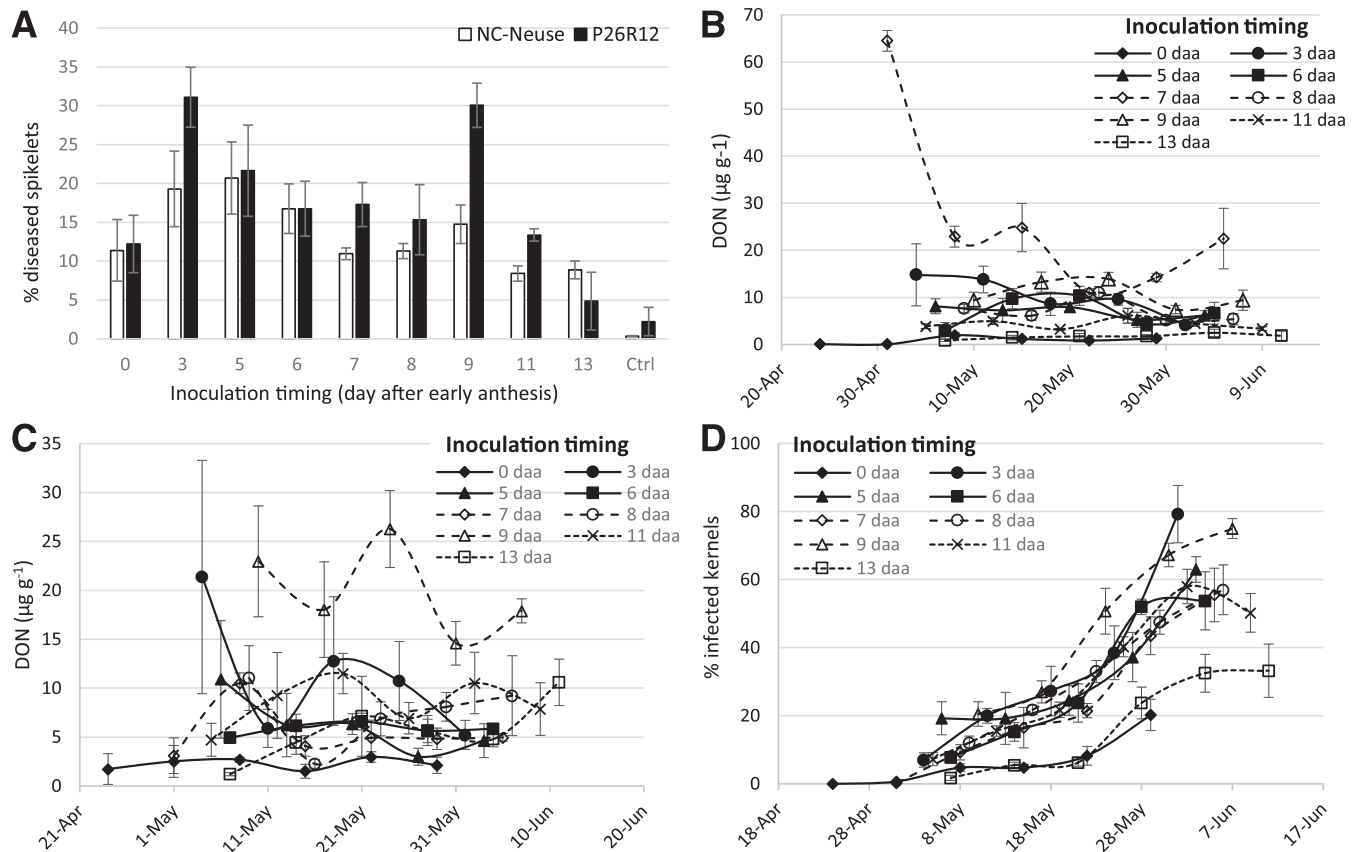 A
NC-Neuse P26R12
% diseased spikelets
40
35
30
25
20
15
10
5
0
0 3 5 6 7 8 9 11 13 Ctrl
Inoculation timing (day after early anthesis)
B
Inoculation timing
0 daa 3 daa
5 daa 6 daa
7 daa 8 daa
9 daa 11 daa
13 daa
DON (µg g-1)
70
60
50
40
30
20
10
0
20-Apr 30-Apr 10-May 20-May 30-May 9-Jun
C
Inoculation timing
0 daa 3 daa
5 daa 6 daa
7 daa 8 daa
9 daa 11 daa
13 daa
DON (µg g⁻¹)
35
30
25
20
15
10
5
0
21-Apr 1-May 11-May 21-May 31-May 10-Jun 20-Jun
D
Inoculation timing
0 daa 3 daa
5 daa 6 daa
7 daa 8 daa
9 daa 11 daa
13 daa
% infected kernels
100
80
60
40
20
0
18-Apr 28-Apr 8-May 18-May 28-May 7-Jun 17-Jun